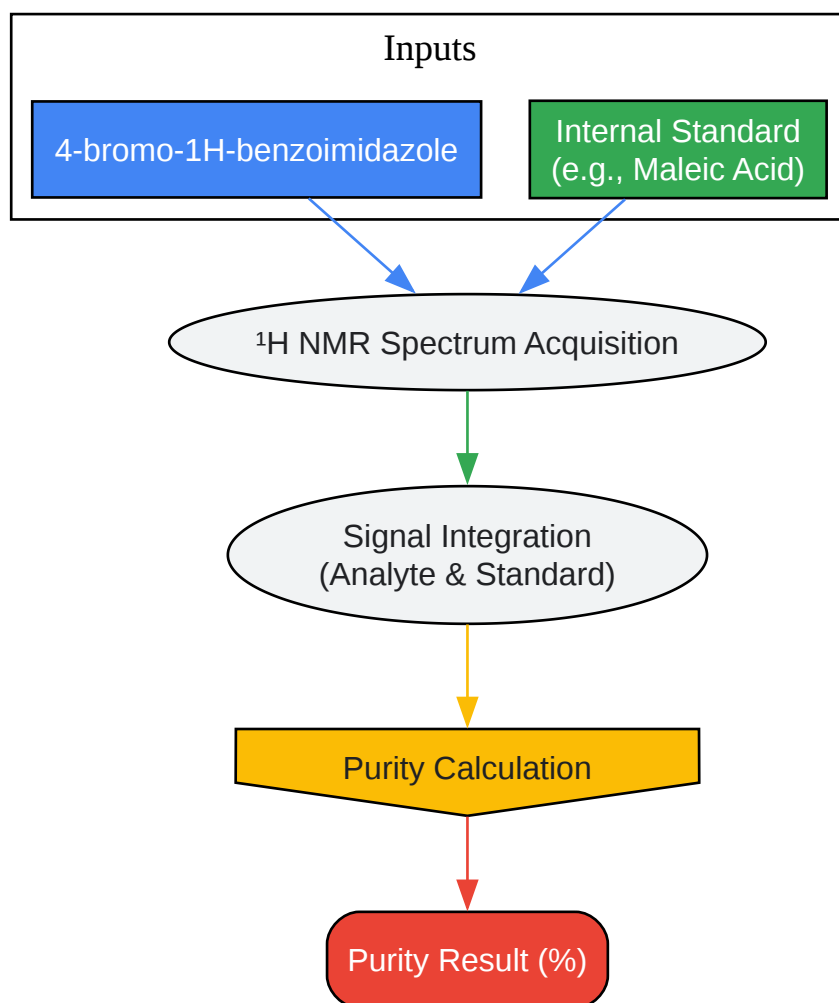 Inputs
4-bromo-1H-benzoimidazole
Internal Standard
(e.g., Maleic Acid)
¹H NMR Spectrum Acquisition
Signal Integration
(Analyte & Standard)
Purity Calculation
Purity Result (%)